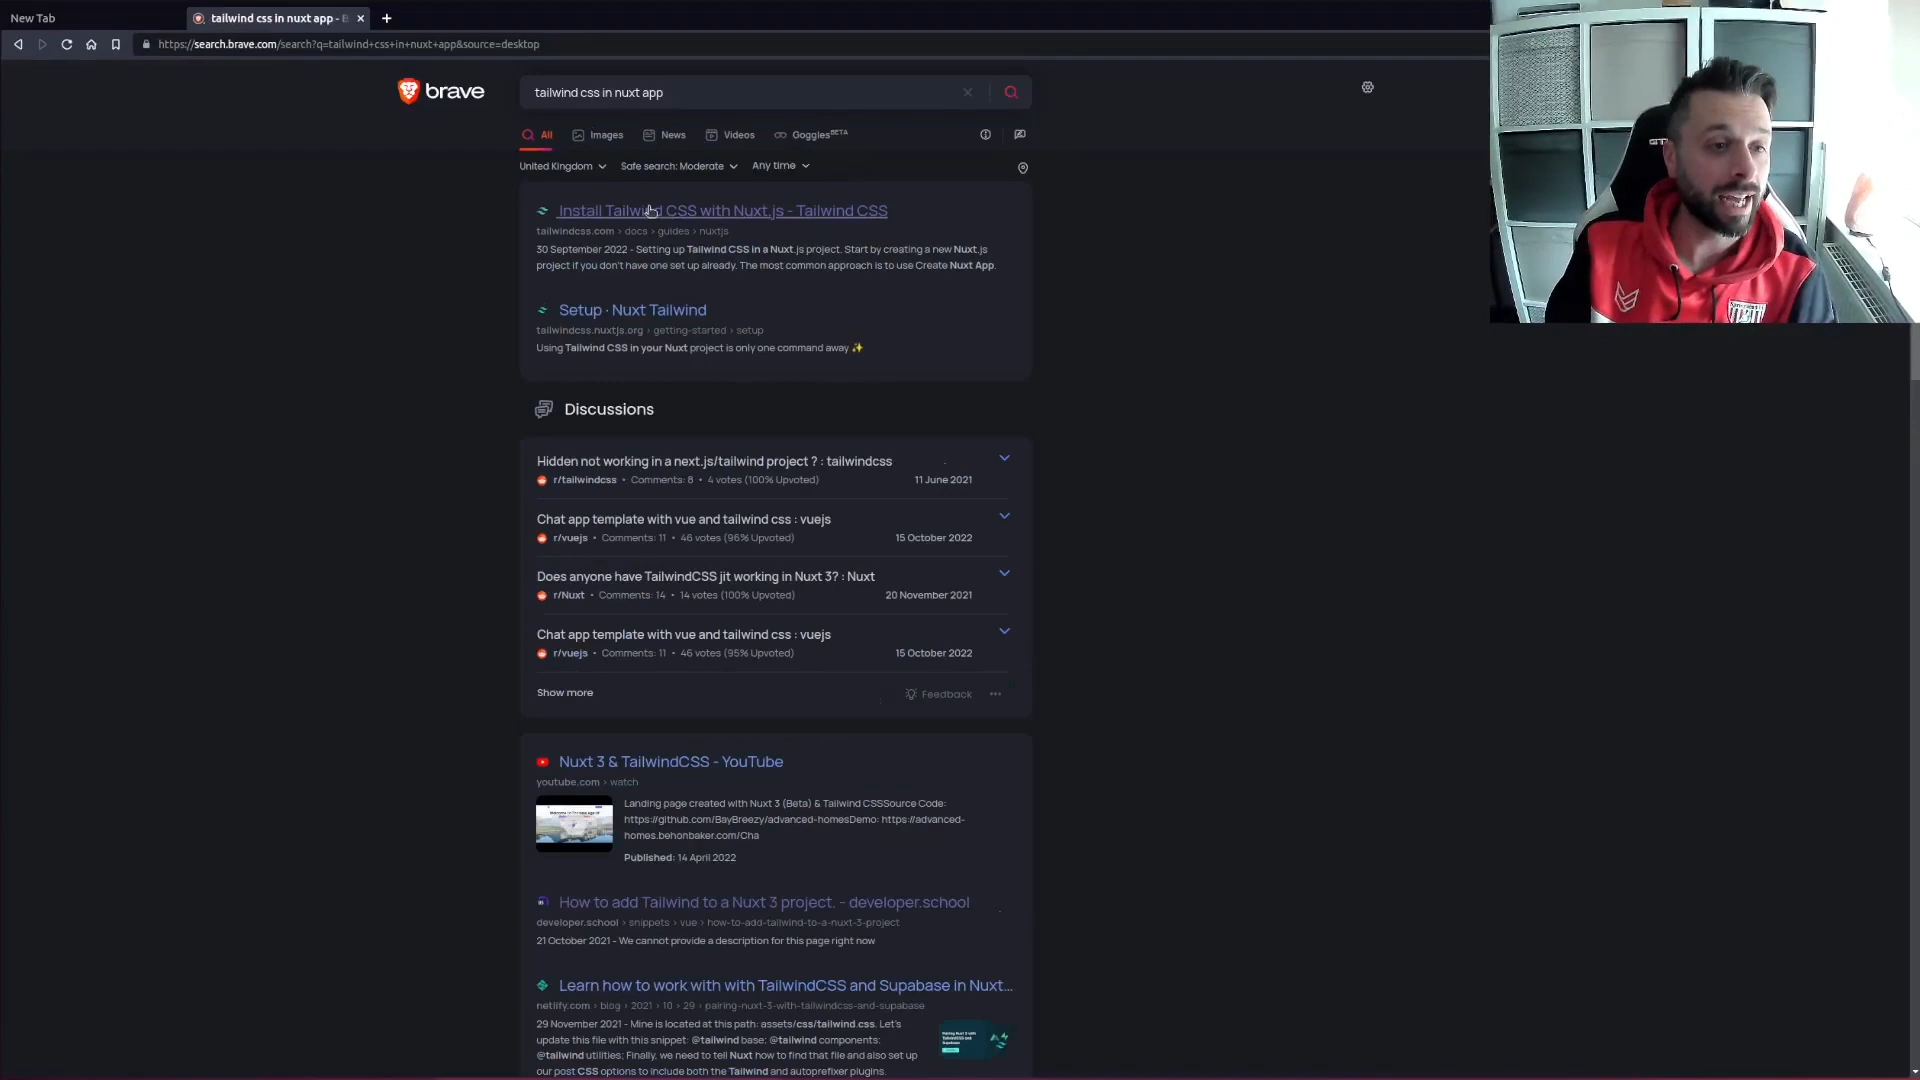 New Tab
tailwind css in nuxt app - B
https://search.brave.com/search?q=tailwind+css+in+nuxt+app&source=desktop
brave
tailwind css in nuxt app
All
Images
News
Videos
Goggles BETA
United Kingdom
Safe search: Moderate
Any time
Install Tailwind CSS with Nuxt.js - Tailwind CSS
tailwindcss.com › docs › guides › nuxtjs
30 September 2022 - Setting up Tailwind CSS in a Nuxt.js project. Start by creating a new Nuxt.js
project if you don't have one set up already. The most common approach is to use Create Nuxt App.
Setup · Nuxt Tailwind
tailwindcss.nuxtjs.org › getting-started › setup
Using Tailwind CSS in your Nuxt project is only one command away ✨
Discussions
Hidden not working in a next.js/tailwind project ? : tailwindcss
r/tailwindcss • Comments: 8 • 4 votes (100% Upvoted)
11 June 2021
Chat app template with vue and tailwind css : vuejs
r/vuejs • Comments: 11 • 46 votes (96% Upvoted)
15 October 2022
Does anyone have TailwindCSS jit working in Nuxt 3? : Nuxt
r/Nuxt • Comments: 14 • 14 votes (100% Upvoted)
20 November 2021
Chat app template with vue and tailwind css : vuejs
r/vuejs • Comments: 11 • 46 votes (95% Upvoted)
15 October 2022
Show more
Feedback
Nuxt 3 & TailwindCSS - YouTube
youtube.com › watch
Landing page created with Nuxt 3 (Beta) & Tailwind CSSSource Code:
https://github.com/BayBreezy/advanced-homesDemo: https://advanced-
homes.behonbaker.com/Cha
Published: 14 April 2022
How to add Tailwind to a Nuxt 3 project. - developer.school
developer.school › snippets › vue › how-to-add-tailwind-to-a-nuxt-3-project
21 October 2021 - We cannot provide a description for this page right now
Learn how to work with with TailwindCSS and Supabase in Nuxt...
netlify.com › blog › 2021 › 10 › 29 › pairing-nuxt-3-with-tailwindcss-and-supabase
29 November 2021 - Mine is located at this path: assets/css/tailwind.css. Let's
update this file with this snippet: @tailwind base; @tailwind components;
@tailwind utilities; Finally, we need to tell Nuxt how to find that file and also set up
our post CSS options to include both the Tailwind and autoprefixer plugins.